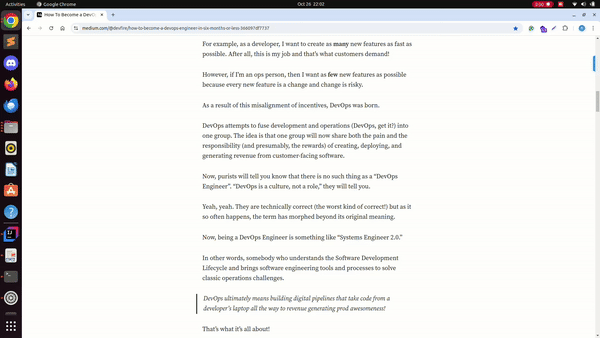 Activities
Google Chrome
Oct 26 22:02
How To Become a DevO
medium.com/@devfire/how-to-become-a-devops-engineer-in-six-months-or-less-366097df7737
For example, as a developer, I want to create as many new features as fast as
possible. After all, this is my job and that's what customers demand!
However, if I'm an ops person, then I want as few new features as possible
because every new feature is a change and change is risky.
As a result of this misalignment of incentives, DevOps was born.
DevOps attempts to fuse development and operations (DevOps, get it?) into
one group. The idea is that one group will now share both the pain and the
responsibility (and presumably, the rewards) of creating, deploying, and
generating revenue from customer-facing software.
Now, purists will tell you that there is no such thing as a “DevOps
Engineer”. “DevOps is a culture, not a role,” they will tell you.
Yeah, yeah. They are technically correct (the worst kind of correct!) but as it
so often happens, the term has morphed beyond its original meaning.
Now, being a DevOps Engineer is something like “Systems Engineer 2.0.”
In other words, somebody who understands the Software Development
Lifecycle and brings software engineering tools and processes to solve
classic operations challenges.
DevOps ultimately means building digital pipelines that take code from a
developer's laptop all the way to revenue generating prod awesomeness!
That's what it's all about!